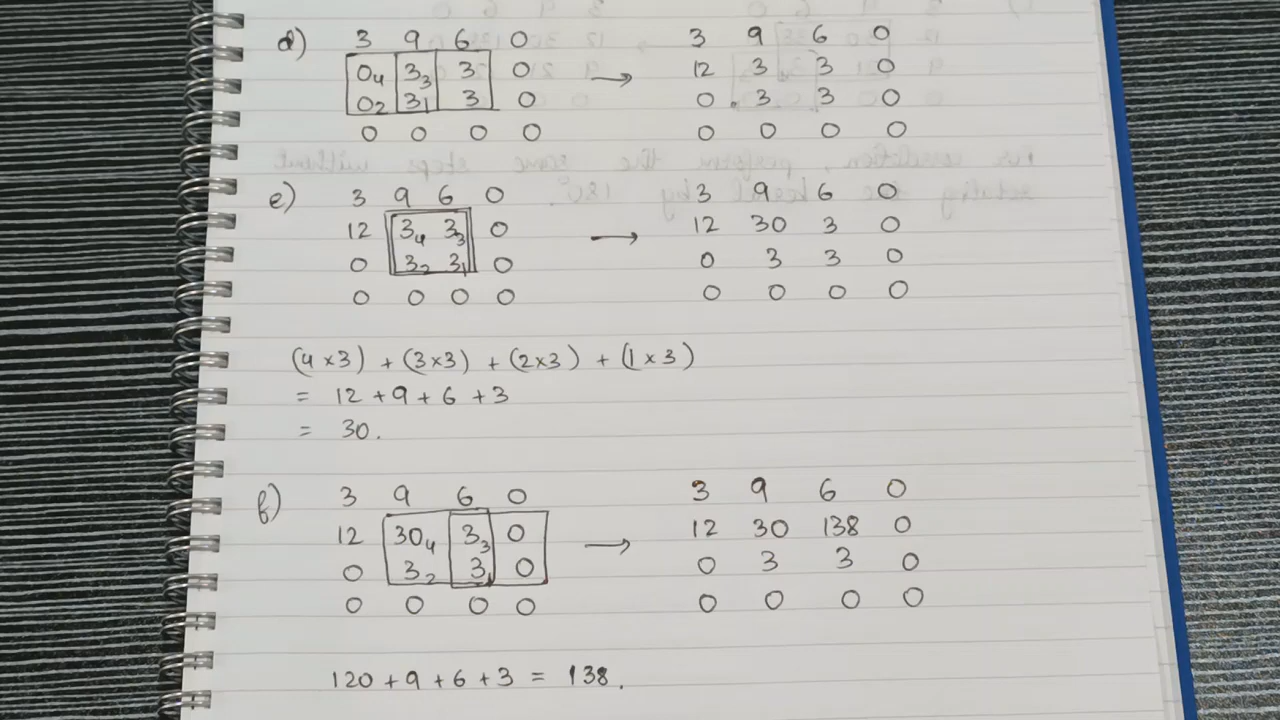 d) 3 9 6 0 3 9 6 0
0₄ 3₃ 3 0 → 12 3 3 0
0₂ 3₁ 3 0 0 . 3 3 0
0 0 0 0 0 0 0 0
e) 3 9 6 0 3 9 6 0
12 3₄ 3₃ 0 → 12 30 3 0
0 3₂ 3₁ 0 0 3 3 0
0 0 0 0 0 0 0 0
(4 × 3) + (3 × 3) + (2 × 3) + (1 × 3)
= 12 + 9 + 6 + 3
= 30.
f) 3 9 6 0 3 9 6 0
12 30₄ 3₃ 0 → 12 30 138 0
0 3₂ 3₁ 0 0 3 3 0
0 0 0 0 0 0 0 0
120 + 9 + 6 + 3 = 138.